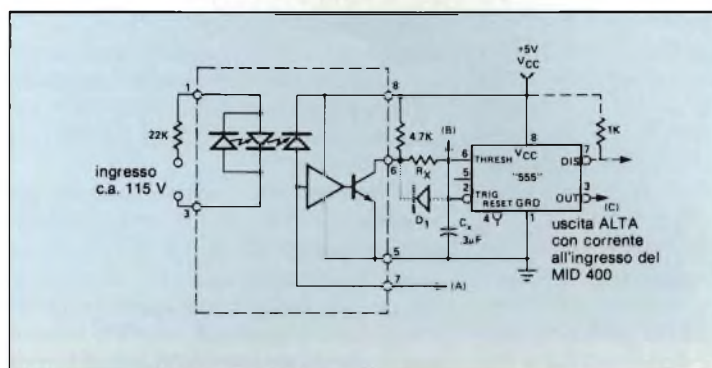 +5V
VCC
1
8
22K
4.7K
(B)
1K
ingresso
c.a. 115 V
6
RX
6
THRESH
8
VCC
DIS
7
5
"555"
2
TRIG
OUT
3
(C)
RESET
GRD
4
1
D1
CX
.3µF
3
5
7
(A)
uscita ALTA
con corrente
all'ingresso del
MID 400